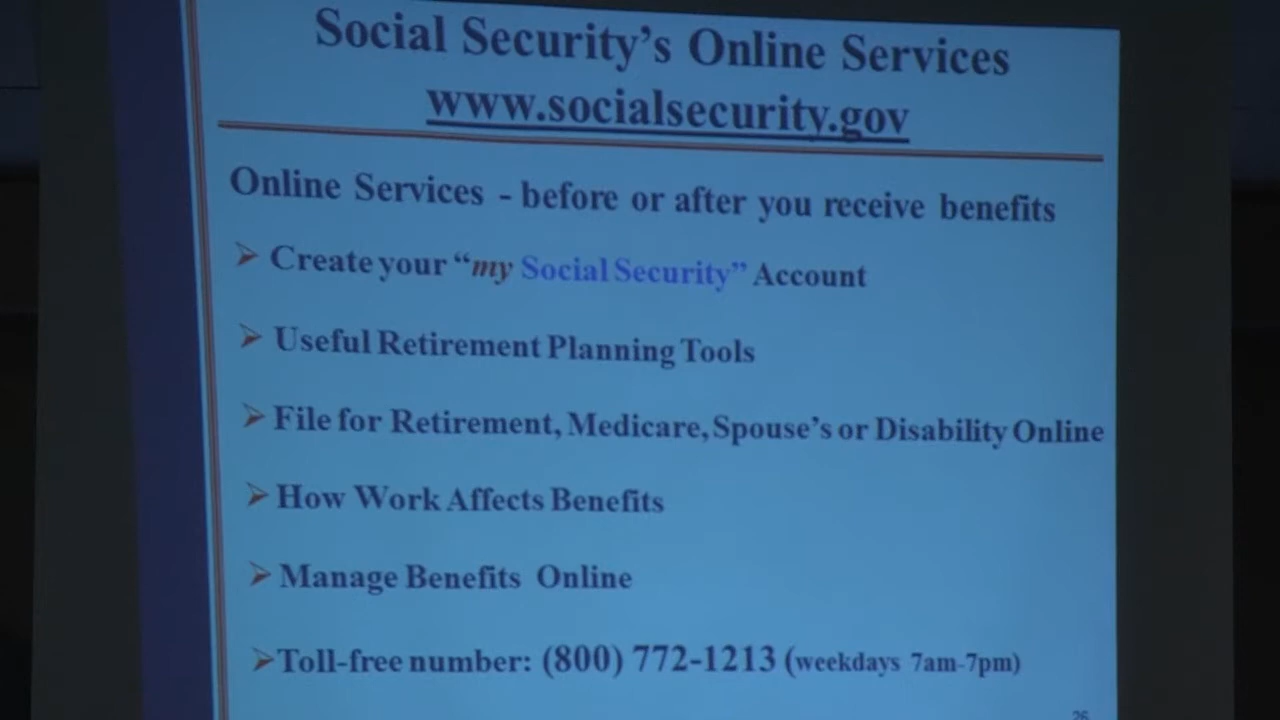 Social Security's Online Services
www.socialsecurity.gov
Online Services - before or after you receive benefits
➢ Create your “my Social Security” Account
➢ Useful Retirement Planning Tools
➢ File for Retirement, Medicare, Spouse's or Disability Online
➢ How Work Affects Benefits
➢ Manage Benefits Online
➢ Toll-free number: (800) 772-1213 (weekdays 7am-7pm)
26